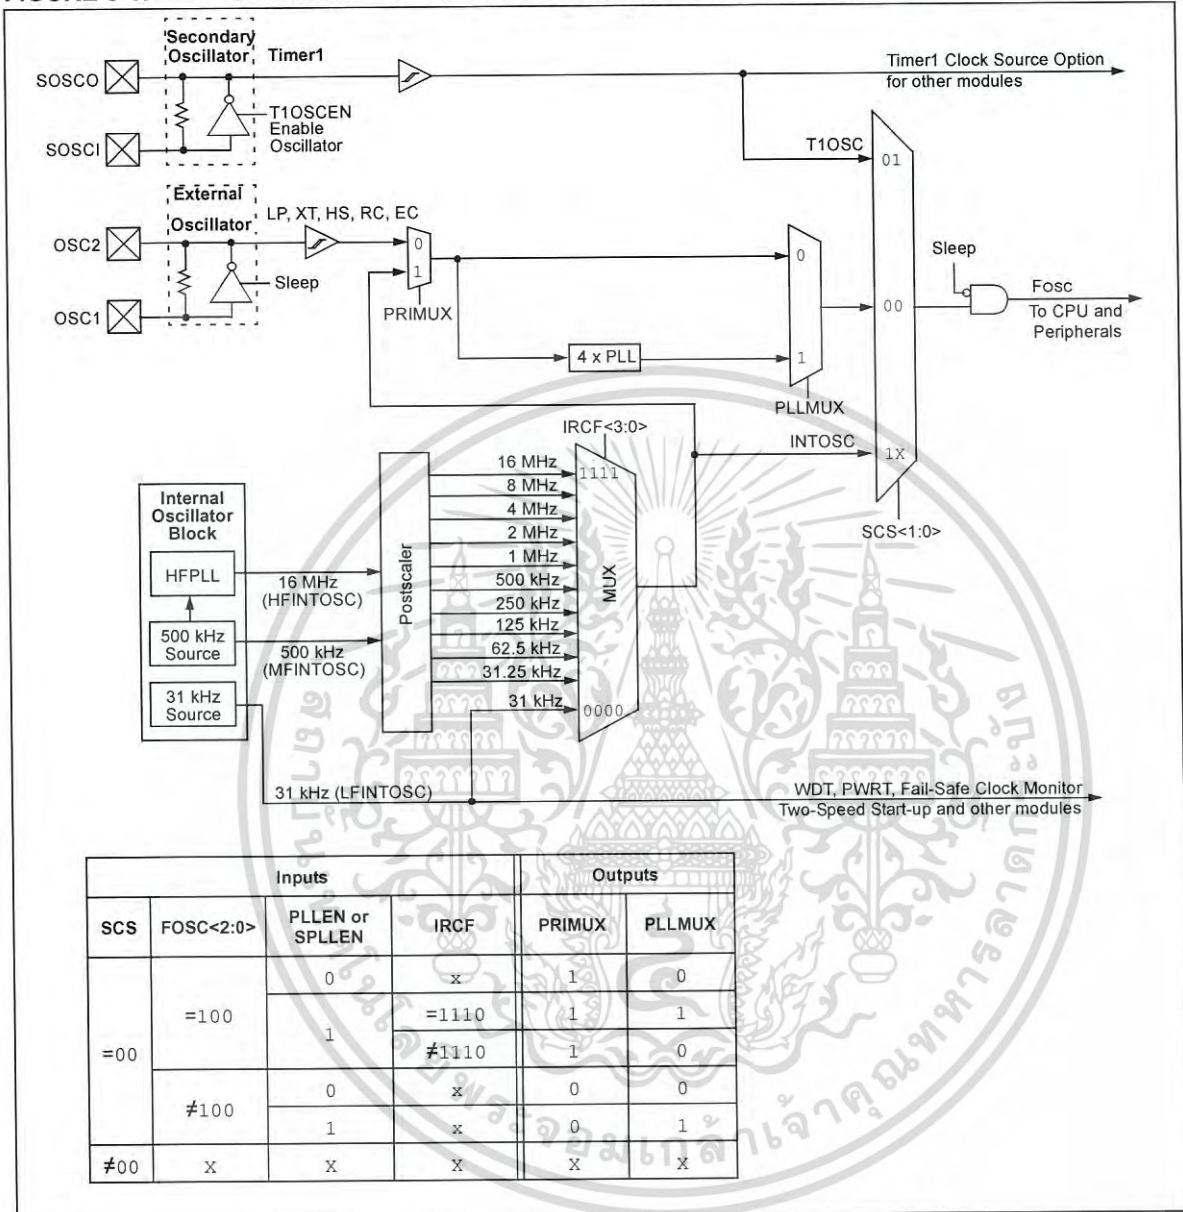 Secondary
Oscillator
Timer1
SOSCO
SOSCI
T1OSCEN
Enable
Oscillator
Timer1 Clock Source Option
for other modules
T1OSC
01
External
Oscillator
LP, XT, HS, RC, EC
OSC2
OSC1
Sleep
0
1
PRIMUX
4 x PLL
0
1
PLLMUX
00
Sleep
Fosc
To CPU and
Peripherals
INTOSC
1X
SCS<1:0>
IRCF<3:0>
Internal
Oscillator
Block
HFPLL
500 kHz
Source
31 kHz
Source
16 MHz
(HFINTOSC)
500 kHz
(MFINTOSC)
Postscaler
16 MHz
8 MHz
4 MHz
2 MHz
1 MHz
500 kHz
250 kHz
125 kHz
62.5 kHz
31.25 kHz
31 kHz
1111
MUX
0000
31 kHz (LFINTOSC)
WDT, PWRT, Fail-Safe Clock Monitor
Two-Speed Start-up and other modules
Inputs Outputs
SCS FOSC<2:0> PLLEN or SPLLEN IRCF PRIMUX PLLMUX
=00 =100 0 x 1 0
1 =1110 1 1
≠1110 1 0
≠100 0 x 0 0
1 x 0 1
≠00 X X X X X